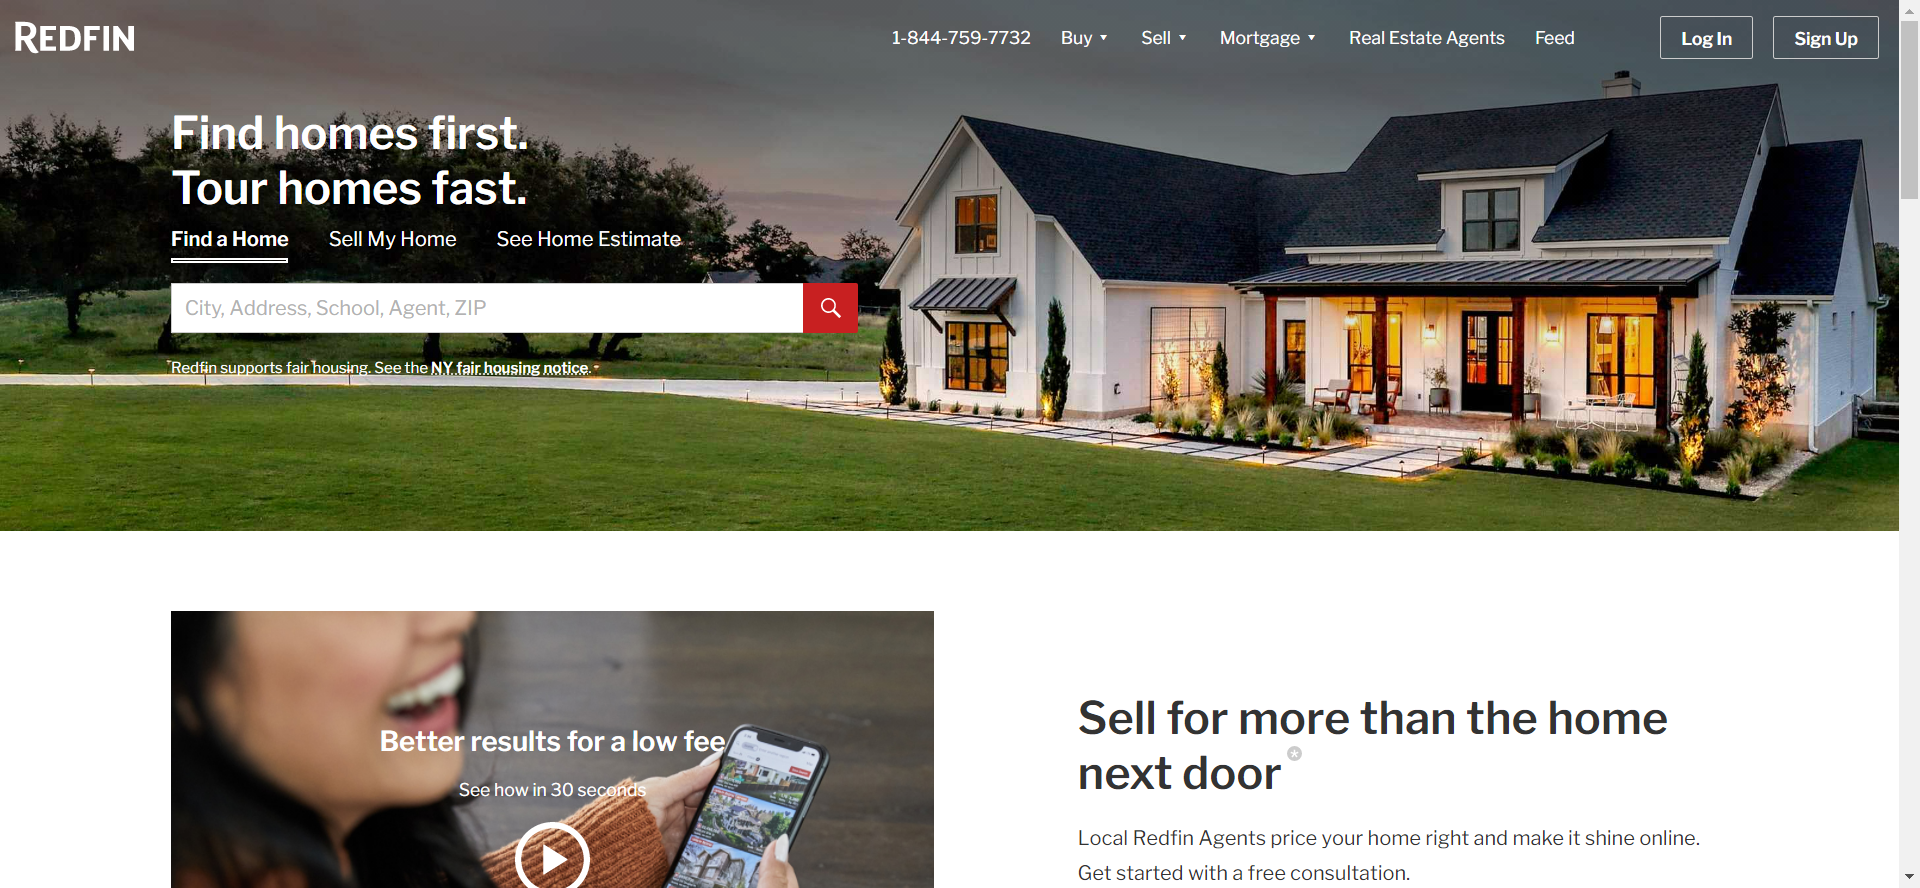 REDFIN
1-844-759-7732
Buy
Sell
Mortgage
Real Estate Agents
Feed
Log In
Sign Up
Find homes first.
Tour homes fast.
Find a Home
Sell My Home
See Home Estimate
City, Address, School, Agent, ZIP
Redfin supports fair housing. See the NY fair housing notice.
Better results for a low fee
See how in 30 seconds
Sell for more than the home
next door
Local Redfin Agents price your home right and make it shine online.
Get started with a free consultation.